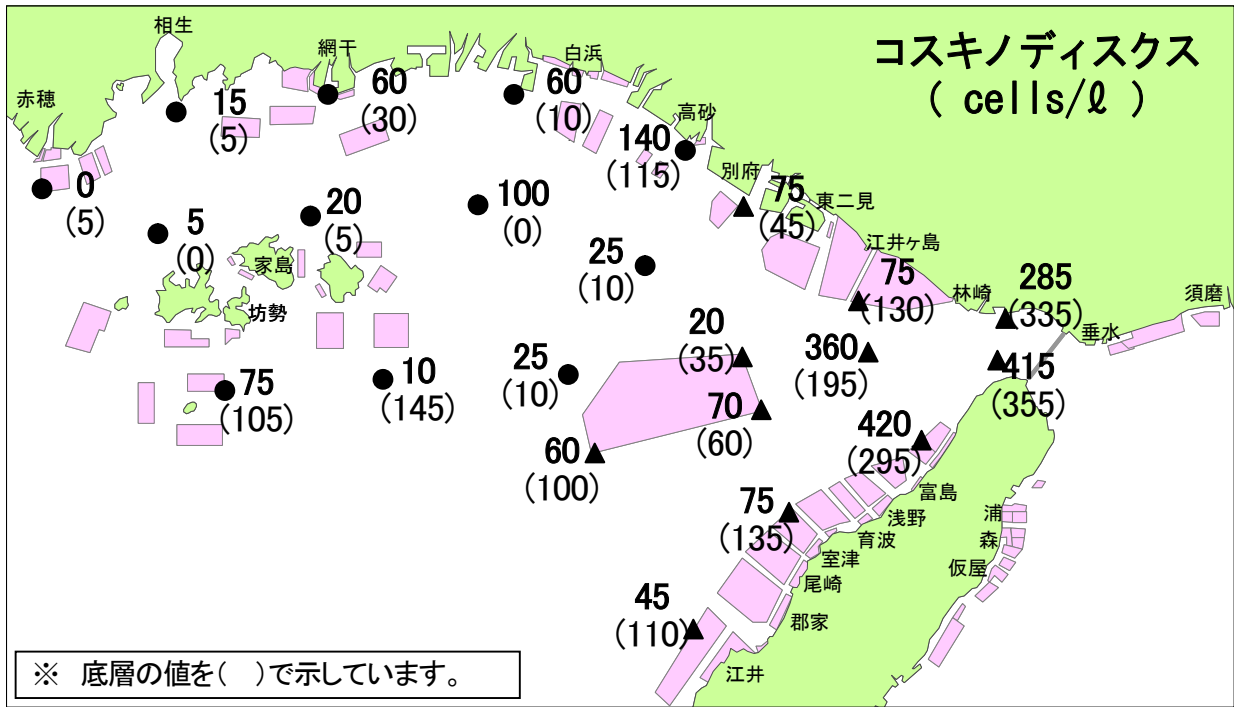 コスキノディスクス
( cells/ℓ )
相生
網干
白浜
赤穂
15
(5)
60
(30)
60
(10)
高砂
140
(115)
別府
0
(5)
5
(0)
20
(5)
100
(0)
75
(45)
東二見
家島
坊勢
25
(10)
江井ヶ島
75
(130)
林崎
285
(335)
垂水
須磨
20
(35)
360
(195)
415
(355)
75
(105)
10
(145)
25
(10)
70
(60)
420
(295)
60
(100)
富島
浅野
育波
室津
尾崎
郡家
江井
75
(135)
45
(110)
浦
森
仮屋
※ 底層の値を( )で示しています。